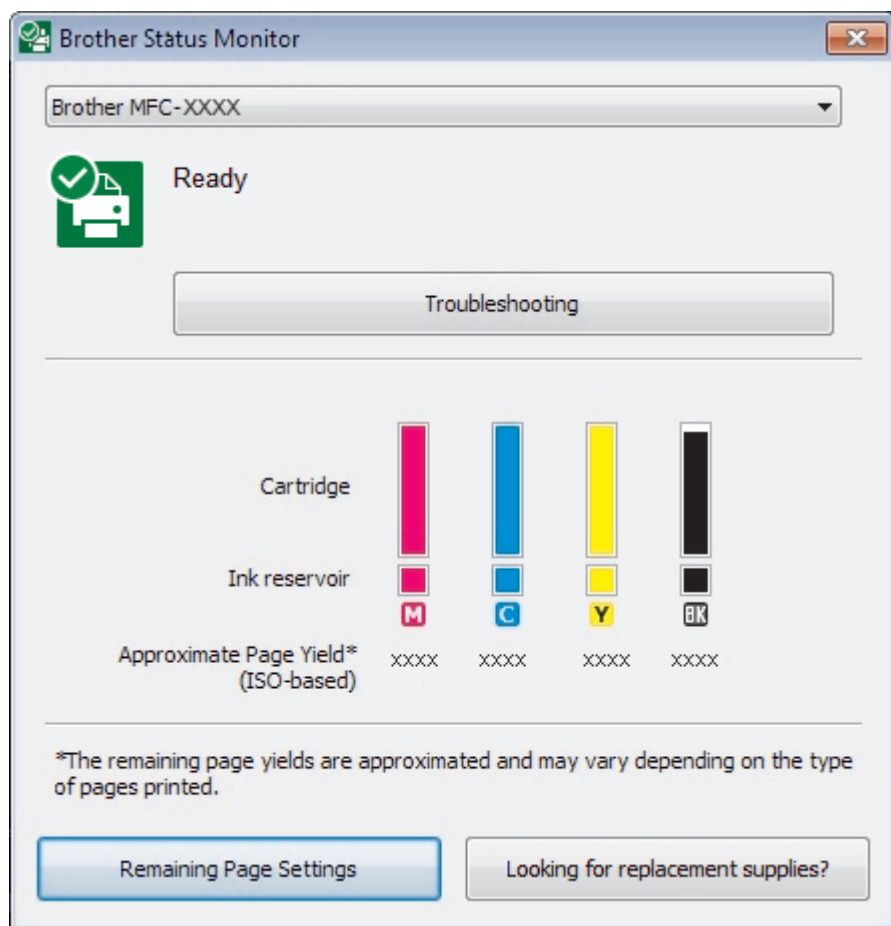 Brother Status Monitor
Brother MFC-XXXX
Ready
Troubleshooting
Cartridge
Ink reservoir
M C Y BK
Approximate Page Yield* xxxx xxxx xxxx xxxx
(ISO-based)
*The remaining page yields are approximated and may vary depending on the type
of pages printed.
Remaining Page Settings Looking for replacement supplies?